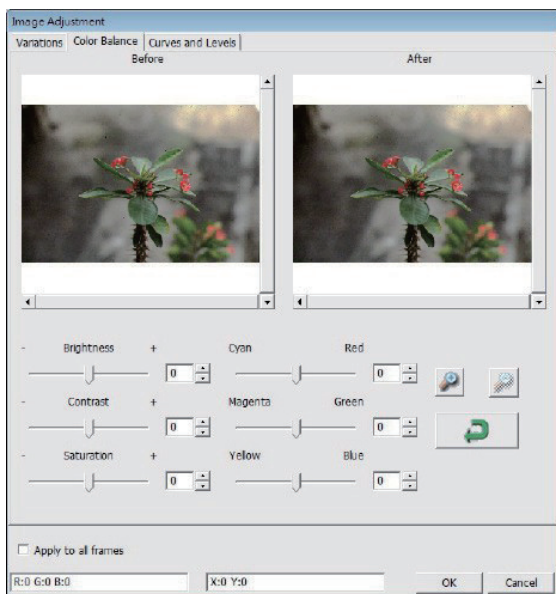 Image Adjustment
Variations Color Balance Curves and Levels
Before After
- Brightness + Cyan Red
0 0
- Contrast + Magenta Green
0 0
- Saturation + Yellow Blue
0 0
Apply to all frames
R:0 G:0 B:0 X:0 Y:0 OK Cancel